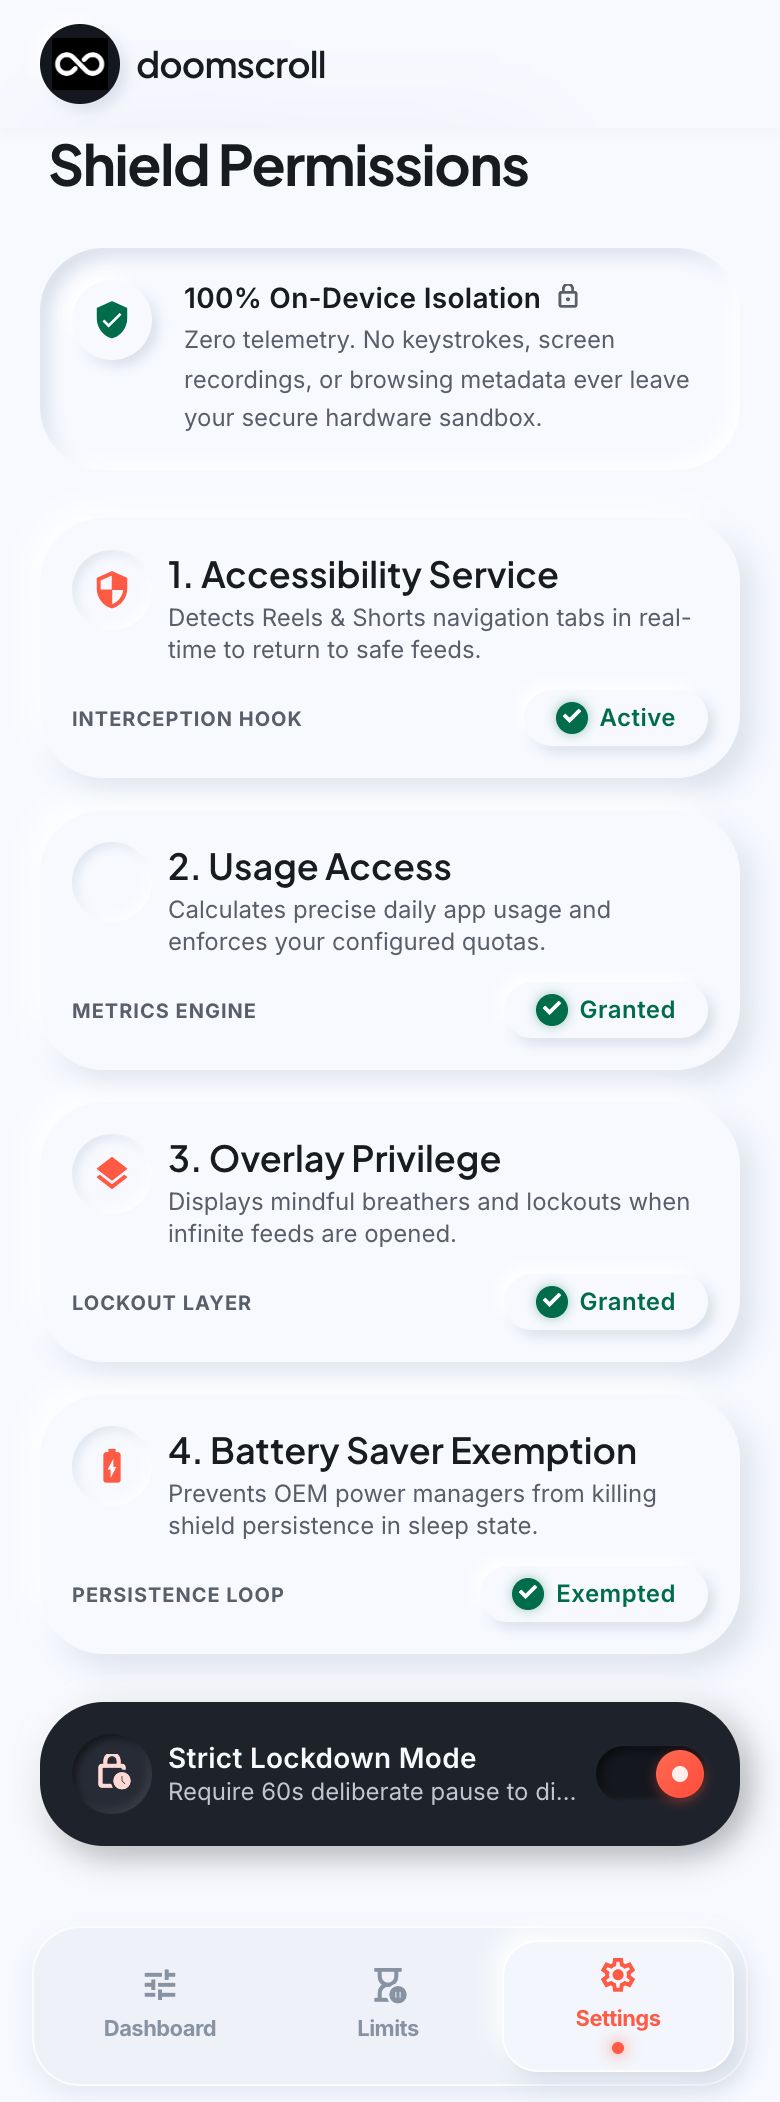 doomscroll
Shield Permissions
100% On-Device Isolation
Zero telemetry. No keystrokes, screen
recordings, or browsing metadata ever leave
your secure hardware sandbox.
1. Accessibility Service
Detects Reels & Shorts navigation tabs in real-
time to return to safe feeds.
INTERCEPTION HOOK
Active
2. Usage Access
Calculates precise daily app usage and
enforces your configured quotas.
METRICS ENGINE
Granted
3. Overlay Privilege
Displays mindful breathers and lockouts when
infinite feeds are opened.
LOCKOUT LAYER
Granted
4. Battery Saver Exemption
Prevents OEM power managers from killing
shield persistence in sleep state.
PERSISTENCE LOOP
Exempted
Strict Lockdown Mode
Require 60s deliberate pause to di...
Dashboard
Limits
Settings